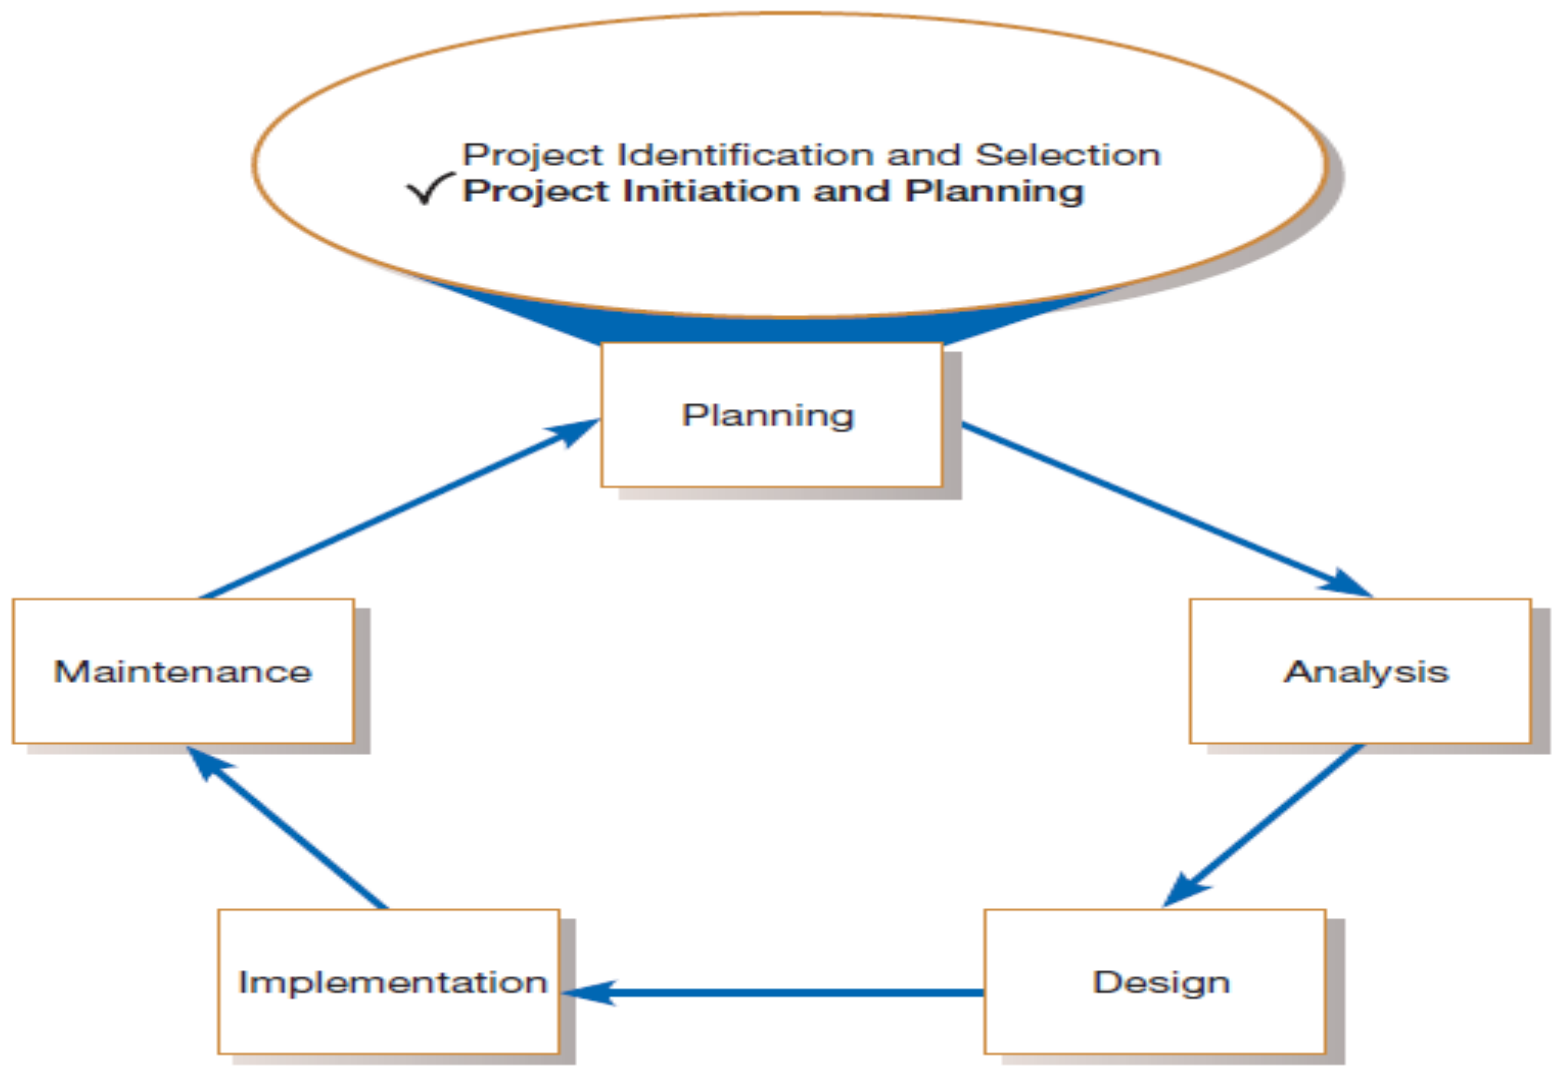 Project Identification and Selection
✓Project Initiation and Planning
Planning
Maintenance
Analysis
Implementation
Design